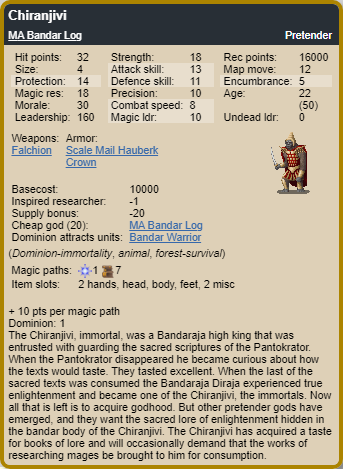 Chiranjivi
MA Bandar Log Pretender
Hit points: 32 Strength: 18 Rec points: 16000
Size: 4 Attack skill: 13 Map move: 12
Protection: 14 Defence skill: 11 Encumbrance: 5
Magic res: 18 Precision: 10 Age: 22
Morale: 30 Combat speed: 8 (50)
Leadership: 160 Magic ldr: 10 Undead ldr: 0
Weapons: Armor:
Falchion Scale Mail Hauberk
Crown
Basecost: 10000
Inspired researcher: -1
Supply bonus: -20
Cheap god (20): MA Bandar Log
Dominion attracts units: Bandar Warrior
(Dominion-immortality, animal, forest-survival)
Magic paths: 1 7
Item slots: 2 hands, head, body, feet, 2 misc
+ 10 pts per magic path
Dominion: 1
The Chiranjivi, immortal, was a Bandaraja high king that was
entrusted with guarding the sacred scriptures of the Pantokrator.
When the Pantokrator disappeared he became curious about how
the texts would taste. They tasted excellent. When the last of the
sacred texts was consumed the Bandaraja Diraja experienced true
enlightenment and became one of the Chiranjivi, the immortals. Now
all that is left is to acquire godhood. But other pretender gods have
emerged, and they want the sacred lore of enlightenment hidden in
the bandar body of the Chiranjivi. The Chiranjivi has acquired a taste
for books of lore and will occasionally demand that the works of
researching mages be brought to him for consumption.